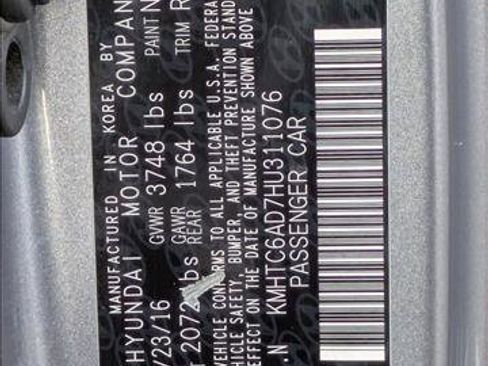 MANUFACTURED IN KOREA BY
HYUNDAI MOTOR COMPAN
/23/16 GVWR 3748 lbs PAINT N
T 2072 lbs GAWR REAR 1764 lbs TRIM R
VEHICLE CONFORMS TO ALL APPLICABLE U.S.A. FEDERA
VEHICLE SAFETY, BUMPER, AND THEFT PREVENTION STAND
EFFECT ON THE DATE OF MANUFACTURE SHOWN ABOVE
.N KMHTC6AD7HU311076
PASSENGER CAR